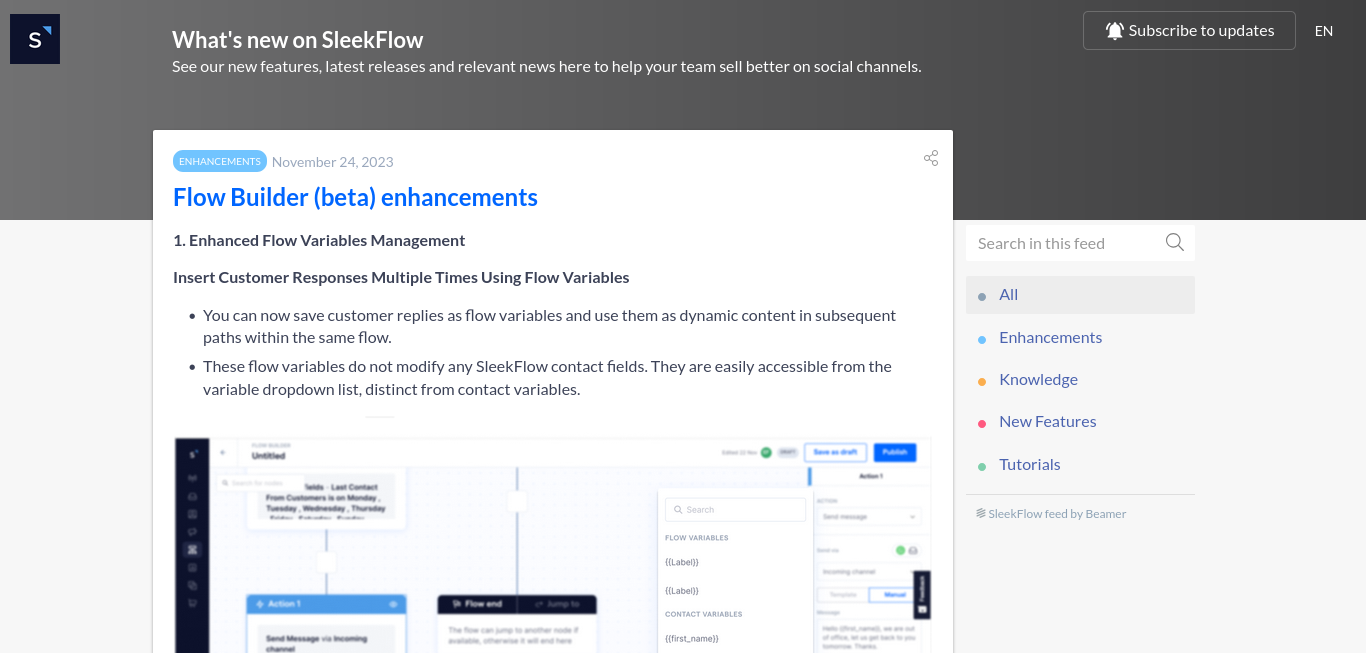 S
What's new on SleekFlow
See our new features, latest releases and relevant news here to help your team sell better on social channels.
Subscribe to updates
EN
ENHANCEMENTS
November 24, 2023
Flow Builder (beta) enhancements
1. Enhanced Flow Variables Management
Insert Customer Responses Multiple Times Using Flow Variables
• You can now save customer replies as flow variables and use them as dynamic content in subsequent
paths within the same flow.
• These flow variables do not modify any SleekFlow contact fields. They are easily accessible from the
variable dropdown list, distinct from contact variables.
FLOW BUILDER
Untitled
Edited 22 Nov
DRAFT
Save as draft
Publish
Search for nodes
Action 1
Fields - Last Contact
From Customers is on Monday ,
Tuesday , Wednesday , Thursday
Friday , Saturday , Tuesday
Search
FLOW VARIABLES
{{Label}}
{{Label}}
CONTACT VARIABLES
{{first_name}}
ACTION
Send message
Send via
Incoming channel
Feedback
Template
Manual
Message
Hello {{first_name}}, we are out
of office, let us get back to you
tomorrow. Thanks.
Action 1
Send Message via Incoming
channel
Flow end
Jump to
The flow can jump to another node if
available, otherwise it will end here
Search in this feed
All
Enhancements
Knowledge
New Features
Tutorials
SleekFlow feed by Beamer